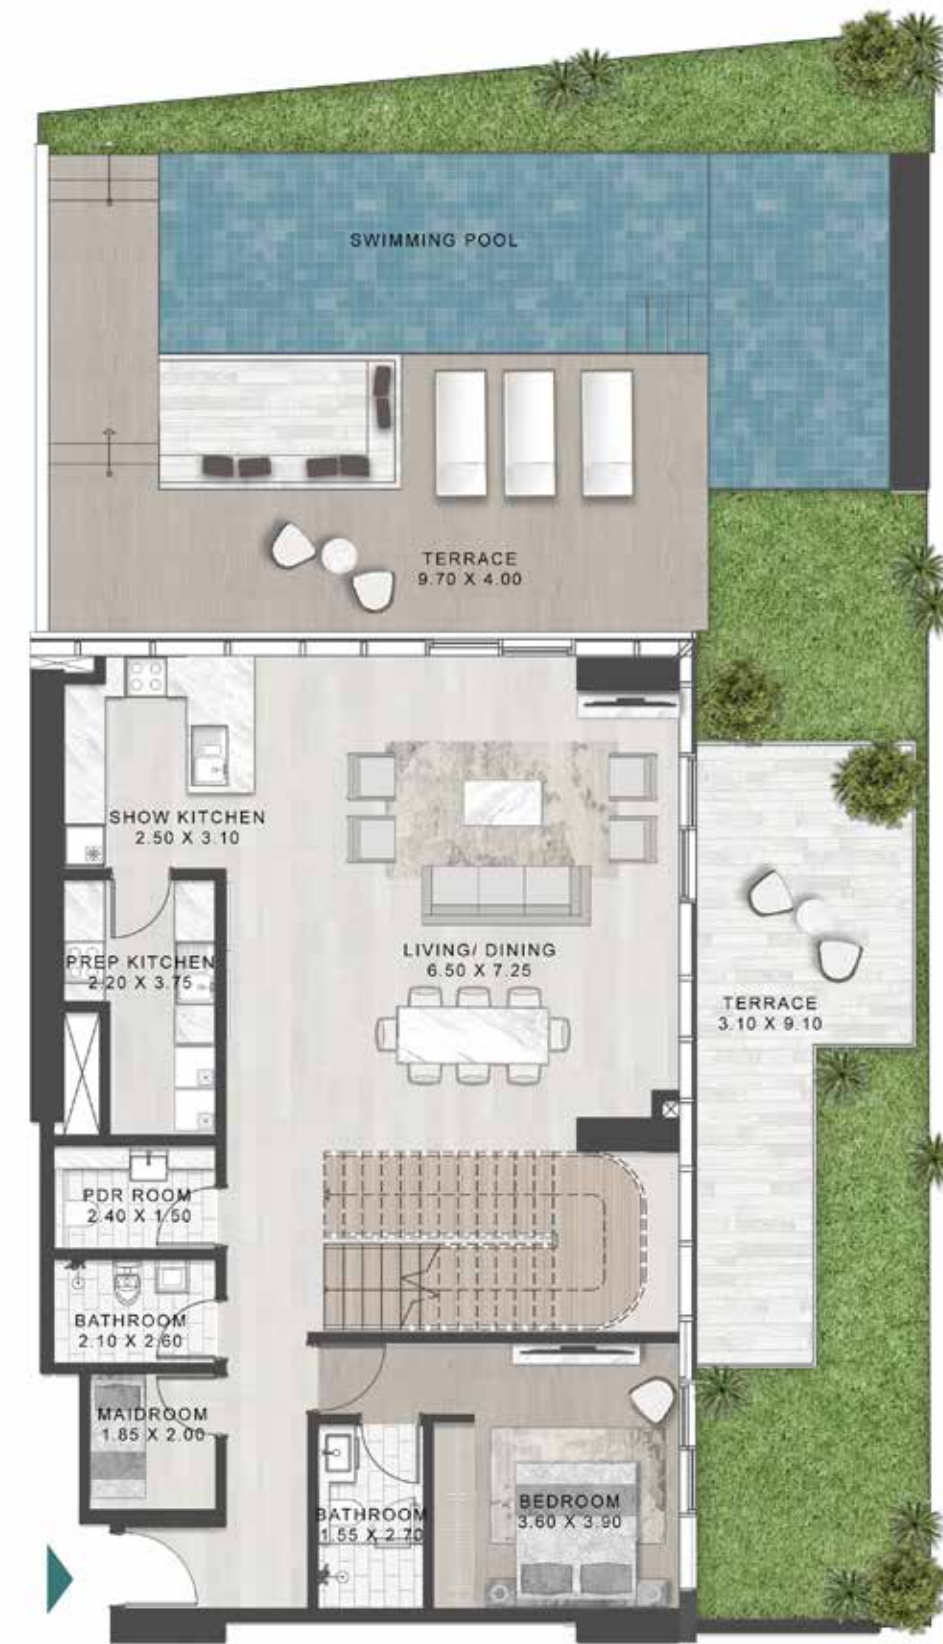 SWIMMING POOL
TERRACE
9.70 X 4.00
SHOW KITCHEN
2.50 X 3.10
LIVING/ DINING
6.50 X 7.25
PREP KITCHEN
2.20 X 3.75
TERRACE
3.10 X 9.10
PDR ROOM
2.40 X 1.50
BATHROOM
2.10 X 2.60
MAIDROOM
1.85 X 2.00
BATHROOM
1.55 X 2.70
BEDROOM
3.60 X 3.90